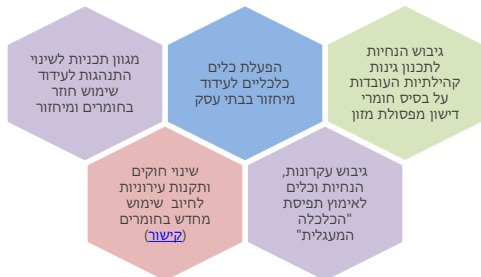 גיבוש הנחיות
לתכנון גינות
קהילתיות העובדות
על בסיס חומרי
דישון מפסולת מזון
הפעלת כלים
כלכליים לעידוד
מיחזור בבתי עסק
מגוון תכניות לשינוי
התנהגות לעידוד
שימוש חוזר
בחומרים ומיחזור
גיבוש עקרונות,
הנחיות וכלים
לאימוץ תפיסת
"הכלכלה
המעגלית"
שינוי חוקים
ותקנות עירוניות
לחיוב שימוש
מחדש בחומרים
(קישור)